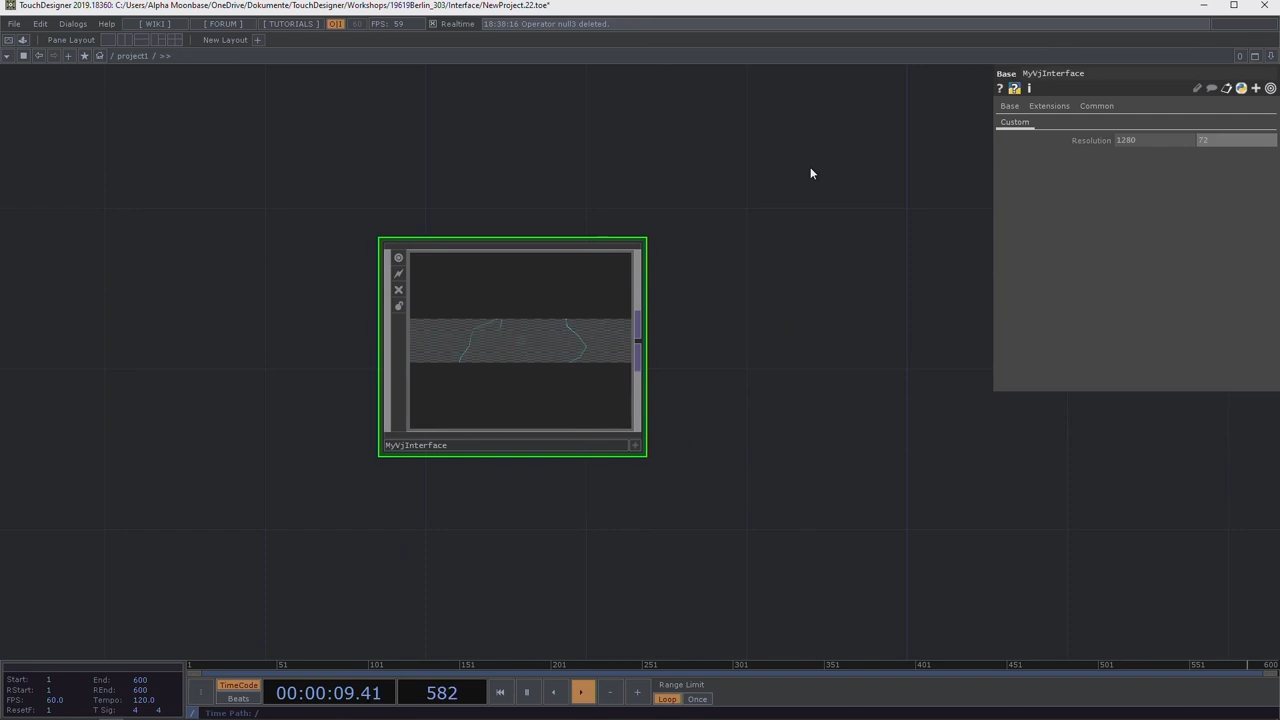 TouchDesigner 2019.18360: C:/Users/Alpha Moonbase/OneDrive/Dokumente/TouchDesigner/Workshops/19619Berlin_303/Interface/NewProject.22.toe*
File Edit Dialogs Help [ WIKI ] [ FORUM ] [ TUTORIALS ] O|I 60 FPS: 59 Realtime 18:38:16 Operator null3 deleted.
Pane Layout New Layout +
/ project1 / >> 0
Base MyVjInterface
? ? i
Base Extensions Common
Custom
Resolution 1280 72
MyVjInterface
1 51 101 151 201 251 301 351 401 451 501 551 600
Start: 1 End: 600
RStart: 1 REnd: 600
FPS: 60.0 Tempo: 120.0
ResetF: 1 T Sig: 4 4
TimeCode
Beats
00:00:09.41 582
- +
Range Limit
Loop Once
/ Time Path: /